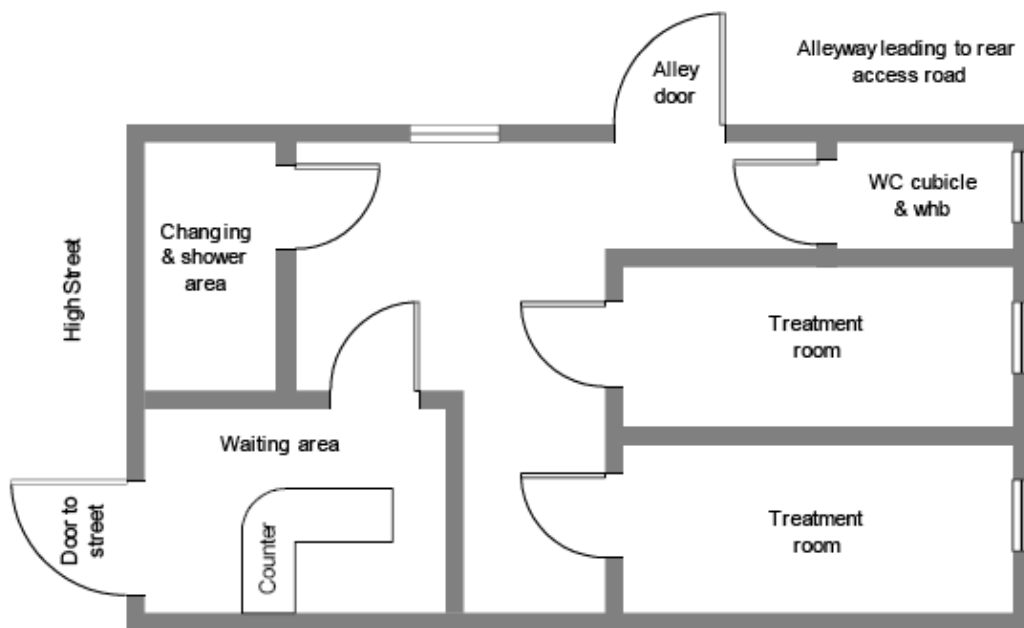 Alleyway leading to rear
access road
Alley
door
WC cubicle
& whb
Changing
& shower
area
High Street
Treatment
room
Waiting area
Door to
street
Counter
Treatment
room